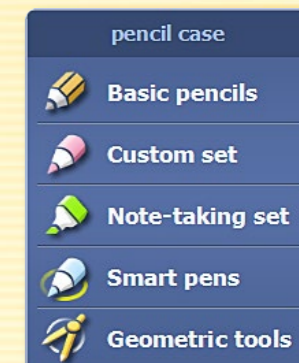 pencil case
Basic pencils
Custom set
Note-taking set
Smart pens
Geometric tools